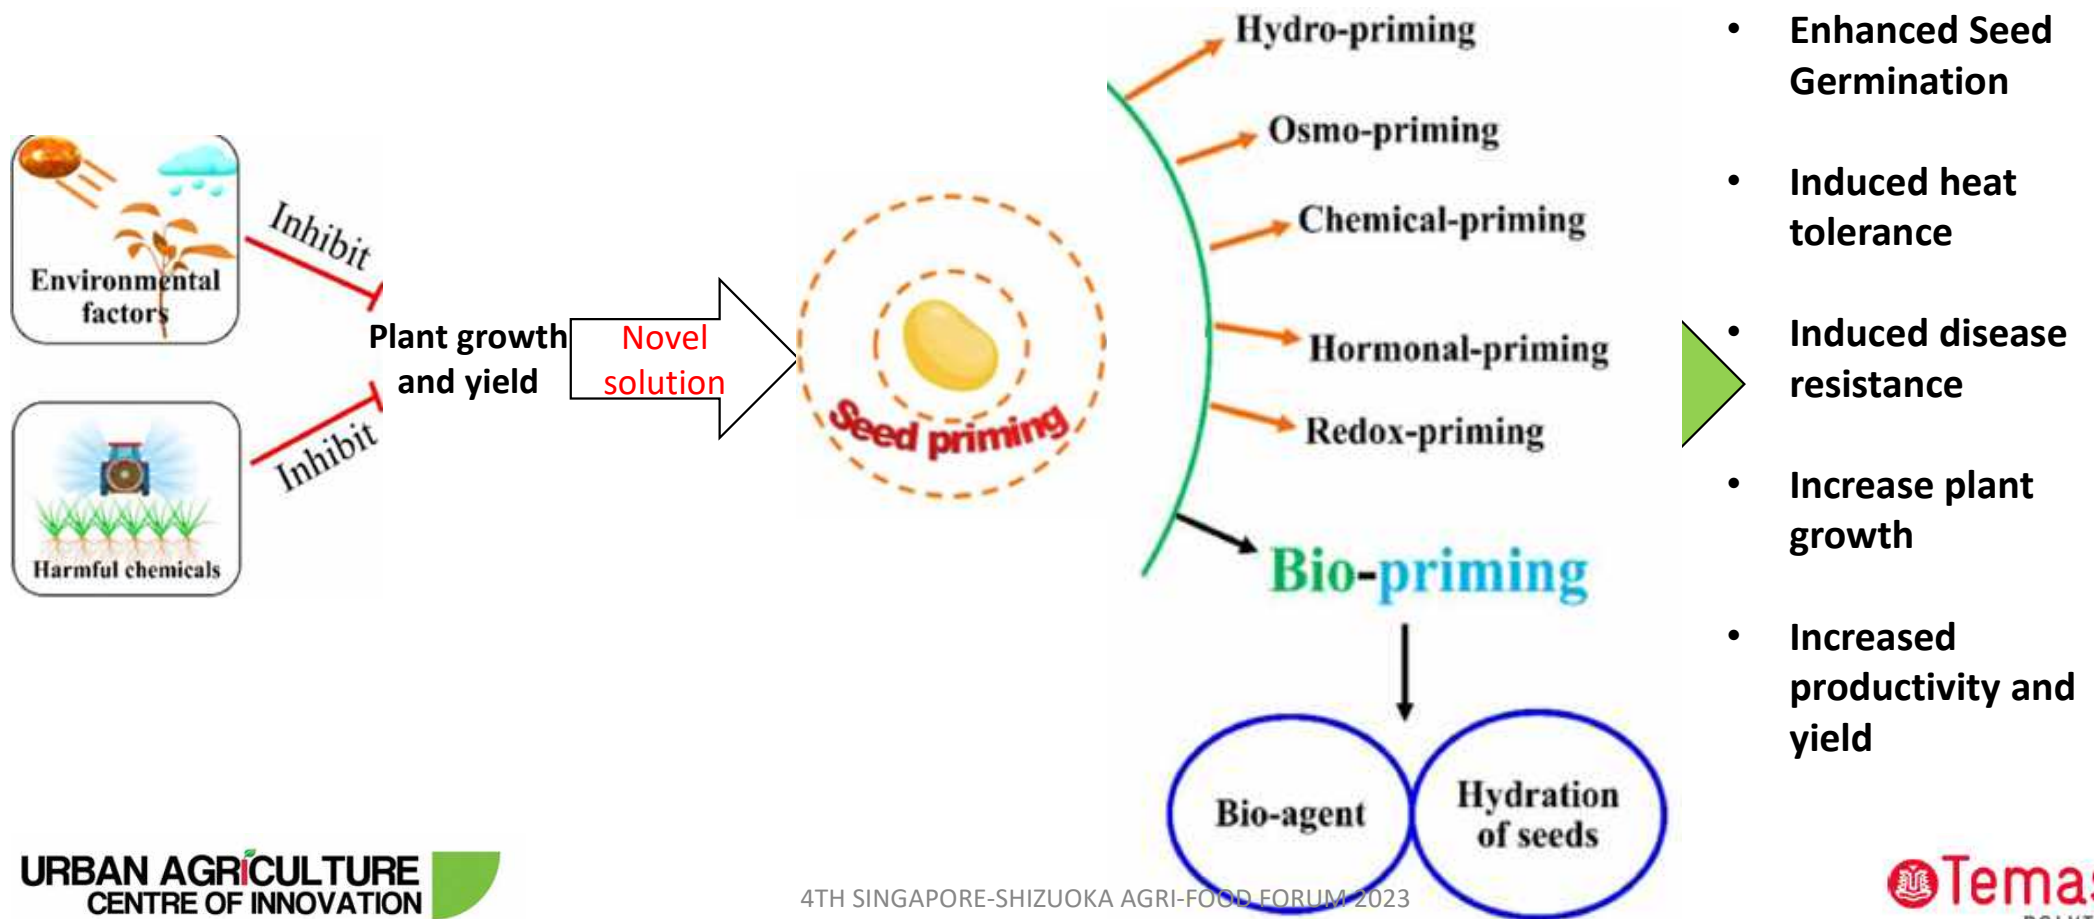 Environmental
factors
Inhibit
Harmful chemicals
Inhibit
Plant growth
and yield
Novel
solution
Seed priming
Hydro-priming
Osmo-priming
Chemical-priming
Hormonal-priming
Redox-priming
Bio-priming
Bio-agent
Hydration
of seeds
• Enhanced Seed
Germination
• Induced heat
tolerance
• Induced disease
resistance
• Increase plant
growth
• Increased
productivity and
yield
URBAN AGRICULTURE
CENTRE OF INNOVATION
4TH SINGAPORE-SHIZUOKA AGRI-FOOD FORUM 2023